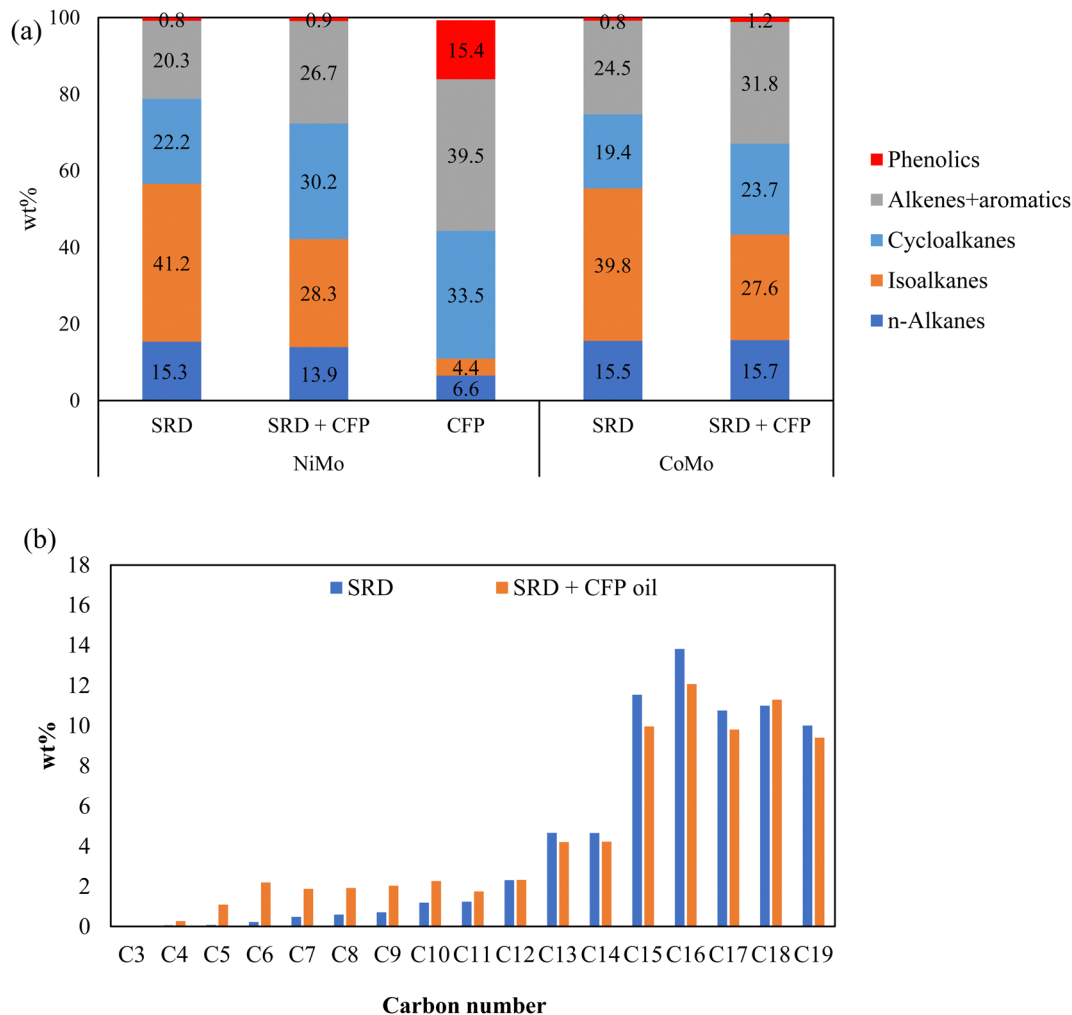 (a)
100
80
60
40
20
0
wt%
0.8 0.9 15.4 0.8 1.2
20.3 26.7 39.5 24.5 31.8
22.2 30.2 33.5 19.4 23.7
41.2 28.3 4.4 39.8 27.6
15.3 13.9 6.6 15.5 15.7
SRD SRD + CFP CFP SRD SRD + CFP
NiMo CoMo
Phenolics
Alkenes+aromatics
Cycloalkanes
Isoalkanes
n-Alkanes
(b)
SRD SRD + CFP oil
18
16
14
12
10
8
6
4
2
0
wt%
C3 C4 C5 C6 C7 C8 C9 C10 C11 C12 C13 C14 C15 C16 C17 C18 C19
Carbon number